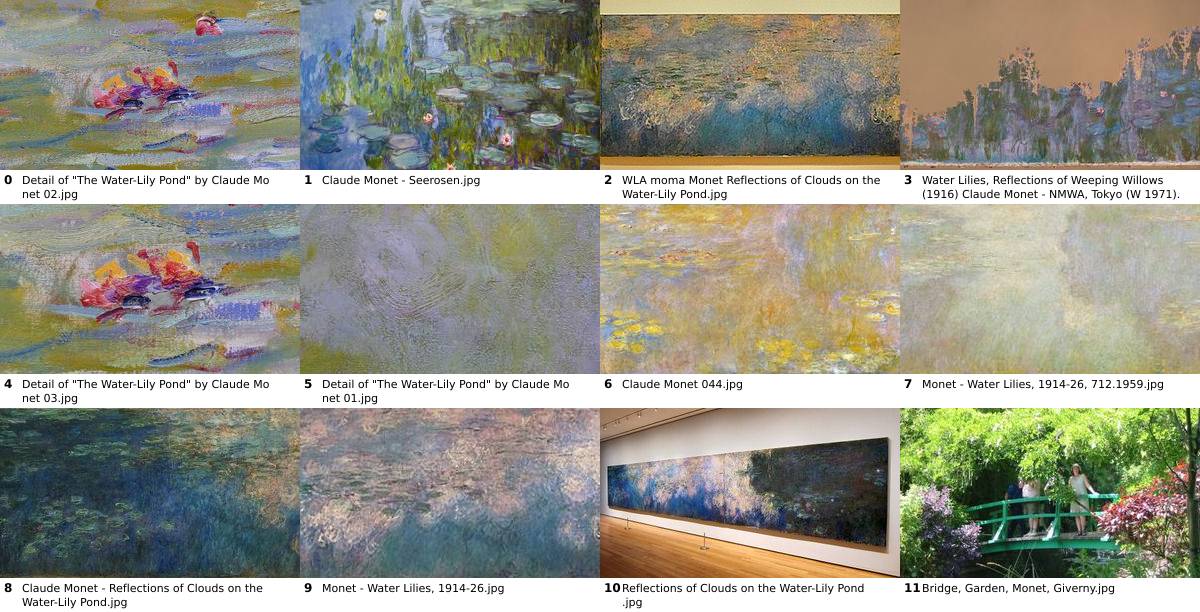 0 Detail of "The Water-Lily Pond" by Claude Mo
net 02.jpg
1 Claude Monet - Seerosen.jpg
2 WLA moma Monet Reflections of Clouds on the
Water-Lily Pond.jpg
3 Water Lilies, Reflections of Weeping Willows
(1916) Claude Monet - NMWA, Tokyo (W 1971).
4 Detail of "The Water-Lily Pond" by Claude Mo
net 03.jpg
5 Detail of "The Water-Lily Pond" by Claude Mo
net 01.jpg
6 Claude Monet 044.jpg
7 Monet - Water Lilies, 1914-26, 712.1959.jpg
8 Claude Monet - Reflections of Clouds on the
Water-Lily Pond.jpg
9 Monet - Water Lilies, 1914-26.jpg
10 Reflections of Clouds on the Water-Lily Pond
.jpg
11 Bridge, Garden, Monet, Giverny.jpg